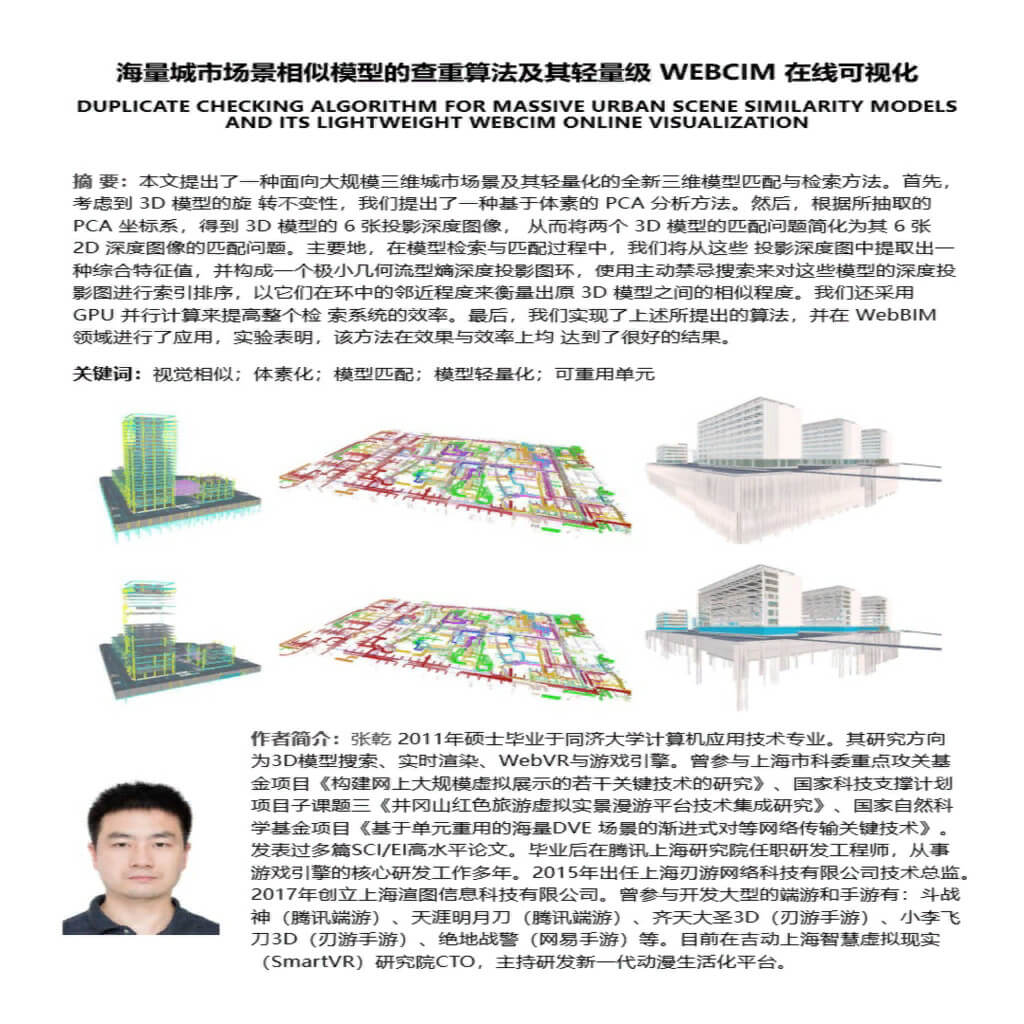 海量城市场景相似模型的查重算法及其轻量级 WEBCIM 在线可视化
DUPLICATE CHECKING ALGORITHM FOR MASSIVE URBAN SCENE SIMILARITY MODELS
AND ITS LIGHTWEIGHT WEBCIM ONLINE VISUALIZATION
摘 要：本文提出了一种面向大规模三维城市场景及其轻量化的全新三维模型匹配与检索方法。首先，
考虑到 3D 模型的旋 转不变性，我们提出了一种基于体素的 PCA 分析方法。然后，根据所抽取的
PCA 坐标系，得到 3D 模型的 6 张投影深度图像， 从而将两个 3D 模型的匹配问题简化为其 6 张
2D 深度图像的匹配问题。主要地，在模型检索与匹配过程中，我们将从这些 投影深度图中提取出一
种综合特征值，并构成一个极小几何流型熵深度投影图环，使用主动禁忌搜索来对这些模型的深度投
影图进行索引排序，以它们在环中的邻近程度来衡量出原 3D 模型之间的相似程度。我们还采用
GPU 并行计算来提高整个检 索系统的效率。最后，我们实现了上述所提出的算法，并在 WebBIM
领域进行了应用，实验表明，该方法在效果与效率上均 达到了很好的结果。
关键词：视觉相似；体素化；模型匹配；模型轻量化；可重用单元
作者简介：张乾 2011年硕士毕业于同济大学计算机应用技术专业。其研究方向
为3D模型搜索、实时渲染、WebVR与游戏引擎。曾参与上海市科委重点攻关基
金项目《构建网上大规模虚拟展示的若干关键技术的研究》、国家科技支撑计划
项目子课题三《井冈山红色旅游虚拟实景漫游平台技术集成研究》、国家自然科
学基金项目《基于单元重用的海量DVE 场景的渐进式对等网络传输关键技术》。
发表过多篇SCI/EI高水平论文。毕业后在腾讯上海研究院任职研发工程师，从事
游戏引擎的核心研发工作多年。2015年出任上海刃游网络科技有限公司技术总监。
2017年创立上海渲图信息科技有限公司。曾参与开发大型的端游和手游有：斗战
神（腾讯端游）、天涯明月刀（腾讯端游）、齐天大圣3D（刃游手游）、小李飞
刀3D（刃游手游）、绝地战警（网易手游）等。目前在吉动上海智慧虚拟现实
（SmartVR）研究院CTO，主持研发新一代动漫生活化平台。